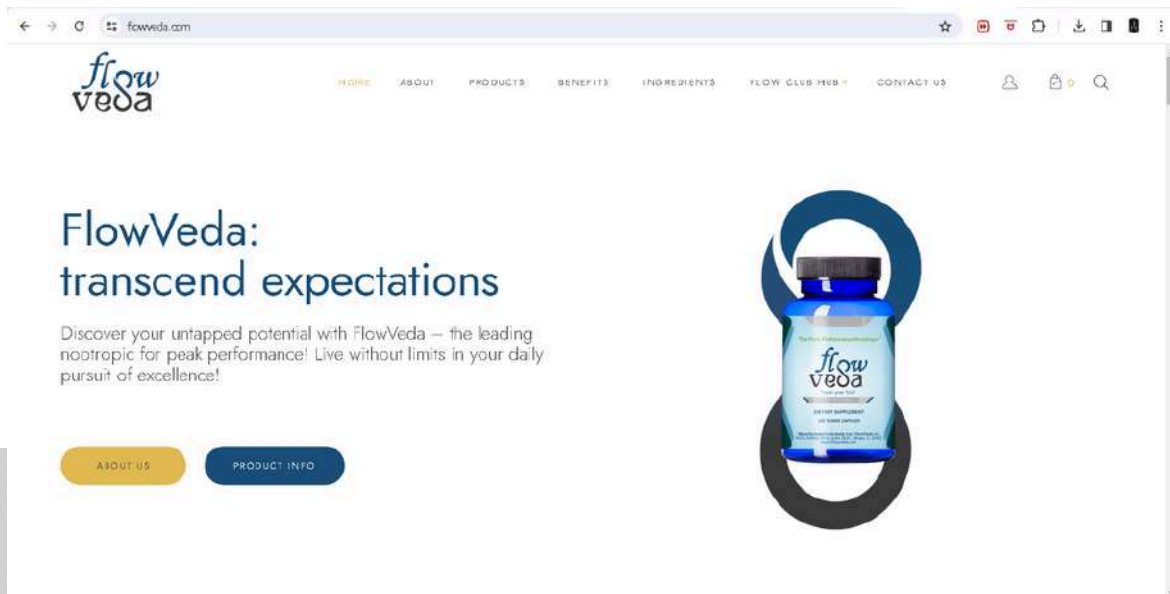 flowveda.com
flow
veda
HOME ABOUT PRODUCTS BENEFITS INGREDIENTS FLOW CLUB HUB CONTACT US 0
FlowVeda:
transcend expectations
Discover your untapped potential with FlowVeda – the leading
nootropic for peak performance! Live without limits in your daily
pursuit of excellence!
ABOUT US PRODUCT INFO
flow
veda
DIETARY SUPPLEMENT